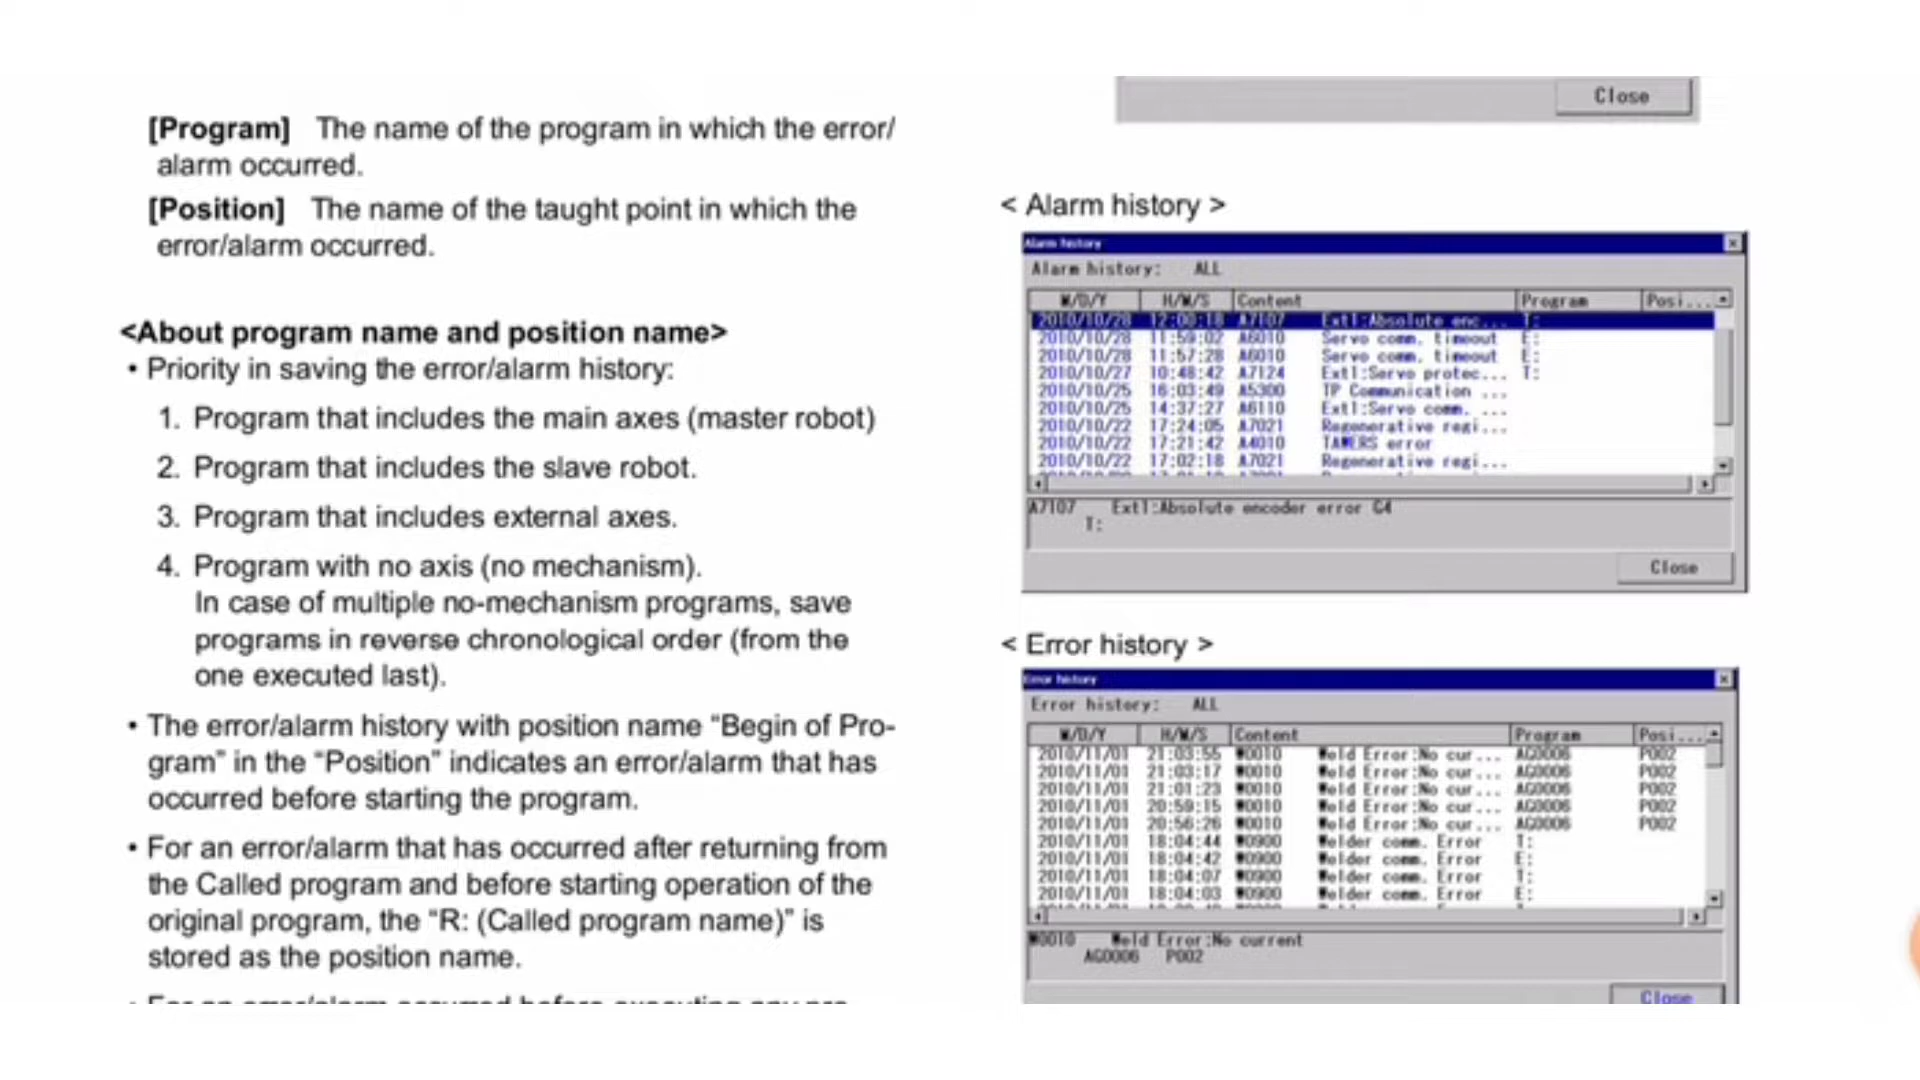 [Program] The name of the program in which the error/
alarm occurred.
[Position] The name of the taught point in which the
error/alarm occurred.
<About program name and position name>
• Priority in saving the error/alarm history:
1. Program that includes the main axes (master robot)
2. Program that includes the slave robot.
3. Program that includes external axes.
4. Program with no axis (no mechanism).
In case of multiple no-mechanism programs, save
programs in reverse chronological order (from the
one executed last).
• The error/alarm history with position name “Begin of Pro-
gram” in the “Position” indicates an error/alarm that has
occurred before starting the program.
• For an error/alarm that has occurred after returning from
the Called program and before starting operation of the
original program, the “R: (Called program name)” is
stored as the position name.
Close
< Alarm history >
Alarm history
Alarm history: ALL
M/D/Y H/M/S Content Program Posi...
2010/10/28 12:00:18 A7107 Ext1:Absolute enc... T:
2010/10/28 11:59:02 A6010 Servo comm. timeout E:
2010/10/28 11:57:28 A6010 Servo comm. timeout E:
2010/10/27 10:48:42 A7124 Ext1:Servo protec... T:
2010/10/25 16:03:49 A5300 TP Communication ...
2010/10/25 14:37:27 A6110 Ext1:Servo comm. ...
2010/10/22 17:24:05 A7021 Regenerative regi...
2010/10/22 17:21:42 A4010 TAWERS error
2010/10/22 17:02:18 A7021 Regenerative regi...
A7107 Ext1:Absolute encoder error G4
T:
Close
< Error history >
Error history
Error history: ALL
M/D/Y H/M/S Content Program Posi...
2010/11/01 21:03:55 W0010 Weld Error:No cur... AG0006 P002
2010/11/01 21:03:17 W0010 Weld Error:No cur... AG0006 P002
2010/11/01 21:01:23 W0010 Weld Error:No cur... AG0006 P002
2010/11/01 20:59:15 W0010 Weld Error:No cur... AG0006 P002
2010/11/01 20:56:26 W0010 Weld Error:No cur... AG0006 P002
2010/11/01 18:04:44 W0900 Welder comm. Error T:
2010/11/01 18:04:42 W0900 Welder comm. Error E:
2010/11/01 18:04:07 W0900 Welder comm. Error T:
2010/11/01 18:04:03 W0900 Welder comm. Error E:
W0010 Weld Error:No current
AG0006 P002
Close